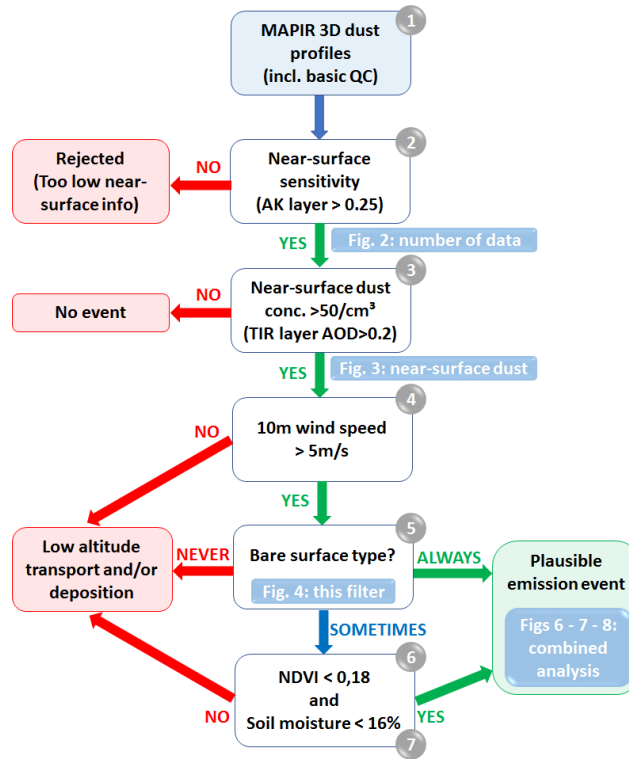 1
MAPIR 3D dust
profiles
(incl. basic QC)
2
Rejected
(Too low near-
surface info)
NO
Near-surface
sensitivity
(AK layer > 0.25)
YES
Fig. 2: number of data
3
No event
NO
Near-surface dust
conc. >50/cm³
(TIR layer AOD>0.2)
YES
Fig. 3: near-surface dust
4
NO
10m wind speed
> 5m/s
YES
5
Low altitude
transport and/or
deposition
NEVER
Bare surface type?
Fig. 4: this filter
ALWAYS
Plausible
emission event
Figs 6 - 7 - 8:
combined
analysis
SOMETIMES
6
NDVI < 0,18
and
Soil moisture < 16%
NO
YES
7